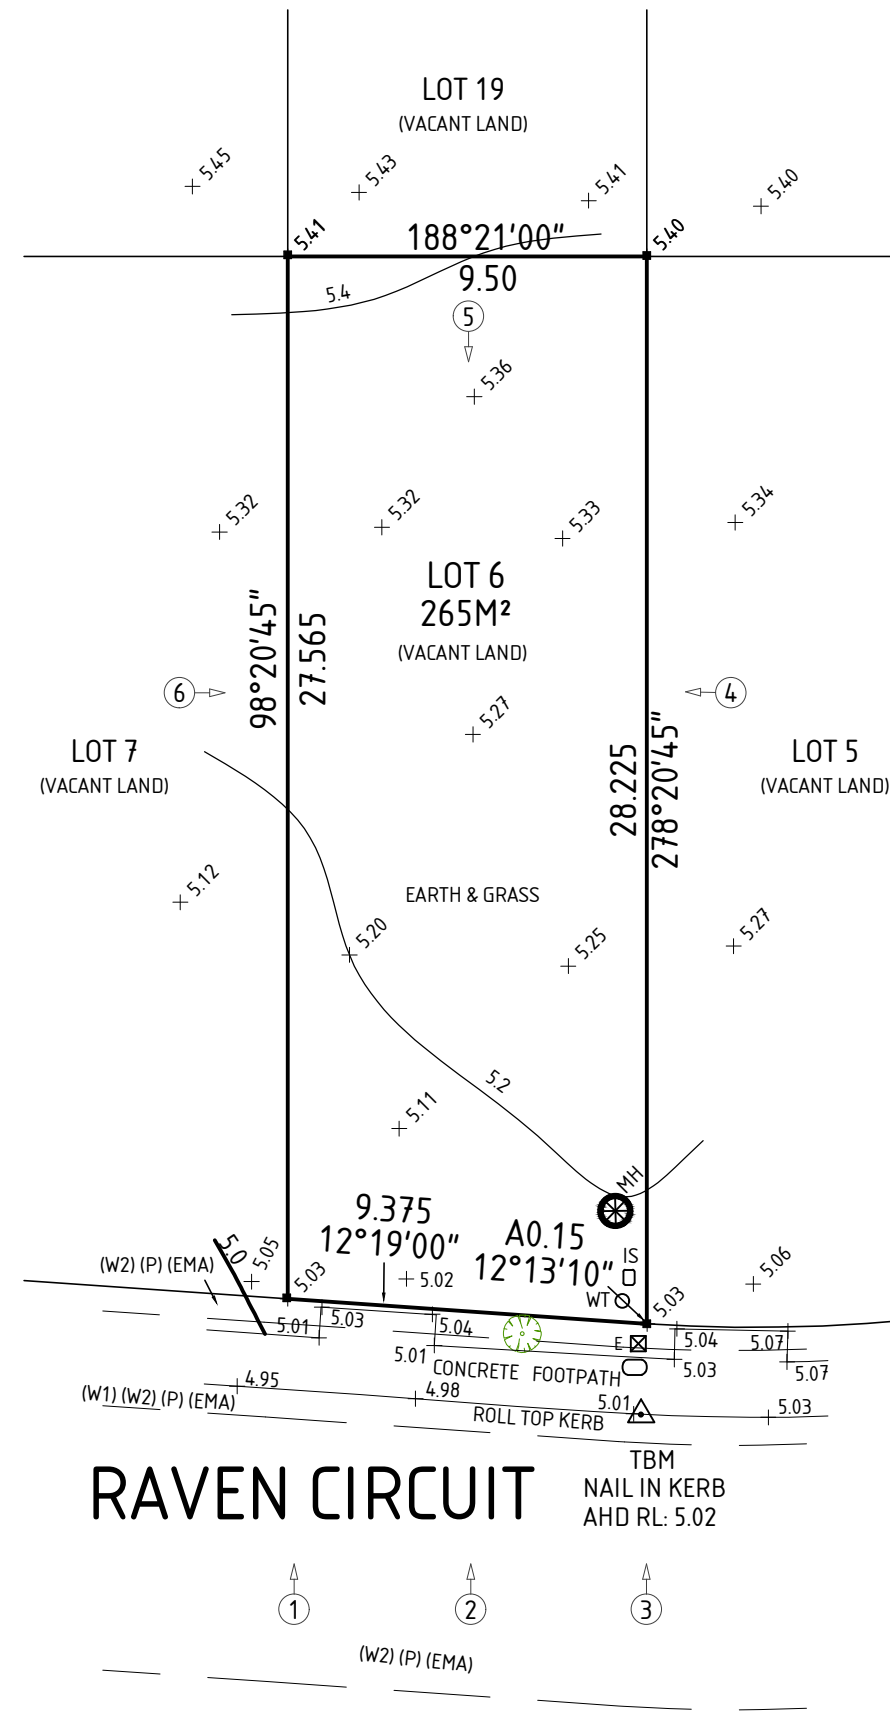 LOT 19
(VACANT LAND)
5.45
5.43
5.41
5.40
5.41
188°21'00"
5.40
9.50
5.4
5
5.36
5.32
5.32
5.33
5.34
LOT 6
265M²
(VACANT LAND)
98°20'45"
27.565
6
4
5.27
LOT 7
(VACANT LAND)
28.225
278°20'45"
LOT 5
(VACANT LAND)
5.12
EARTH & GRASS
5.20
5.25
5.27
5.2
5.11
MH
9.375
12°19'00"
A0.15
12°13'10"
IS
WT
5.0
5.05
(W2) (P) (EMA)
5.03
5.02
5.06
5.03
5.01
5.03
5.04
E
5.04
5.07
5.01
5.03
5.07
CONCRETE FOOTPATH
4.95
4.98
5.01
5.03
(W1) (W2) (P) (EMA)
ROLL TOP KERB
RAVEN CIRCUIT
TBM
NAIL IN KERB
AHD RL: 5.02
1
2
3
(W2) (P) (EMA)